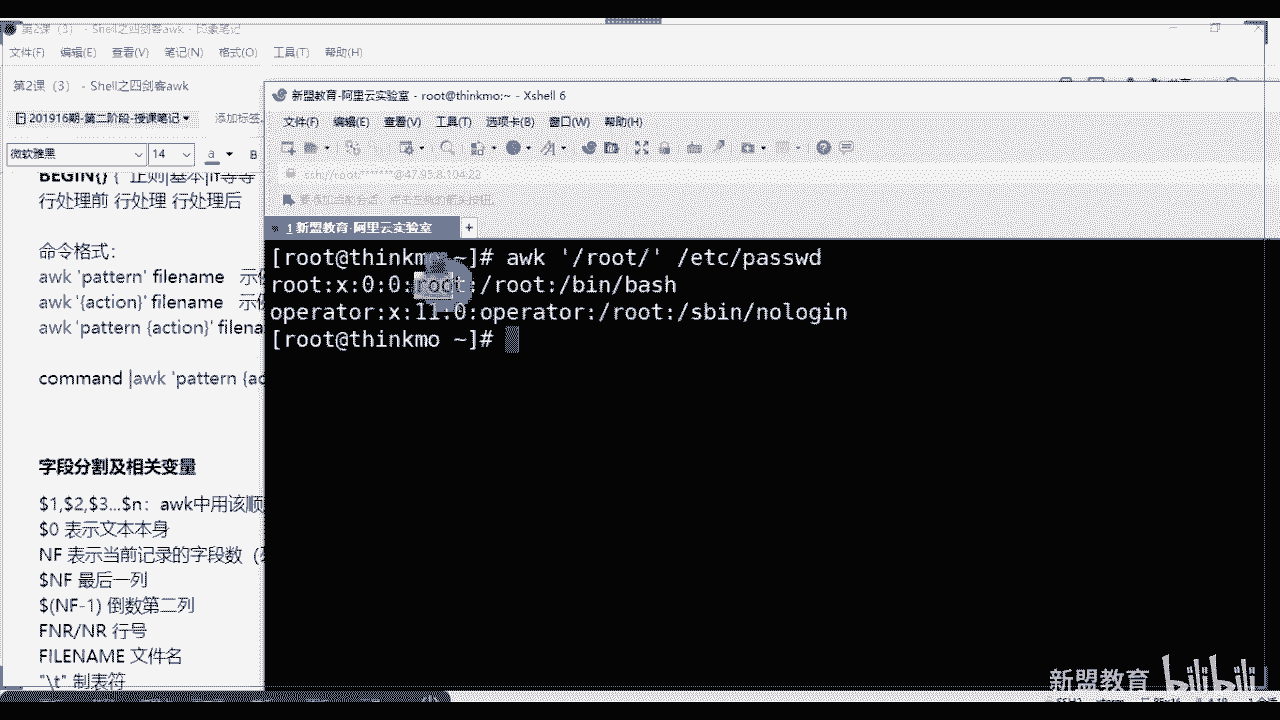 第2课（3） - Shell之四剑客awk - 印象笔记
文件(F) 编辑(E) 查看(V) 笔记(N) 格式(O) 工具(T) 帮助(H)
第2课（3） - Shell之四剑客awk
201916期-第二阶段-授课笔记 添加标签
微软雅黑 14 a B
BEGIN{} { 正则|基本|if等等
行处理前 行处理 行处理后
命令格式：
awk 'pattern' filename 示
awk '{action}' filename 示
awk 'pattern {action}' filena
command |awk 'pattern {ac
字段分割及相关变量
$1,$2,$3...$n：awk中用该顺
$0 表示文本本身
NF 表示当前记录的字段数
$NF 最后一列
$(NF-1) 倒数第二列
FNR/NR 行号
FILENAME 文件名
"\t" 制表符
新盟教育-阿里云实验室 - root@thinkmo:~ - Xshell 6
文件(F) 编辑(E) 查看(V) 工具(T) 选项卡(B) 窗口(W) 帮助(H)
ssh://root:*******@47.95.8.104:22
要添加当前会话，点击左侧的箭头按钮。
1 新盟教育-阿里云实验室 +
[root@thinkmo ~]# awk '/root/' /etc/passwd
root:x:0:0:root:/root:/bin/bash
operator:x:11:0:operator:/root:/sbin/nologin
[root@thinkmo ~]#
新盟教育 bilibili